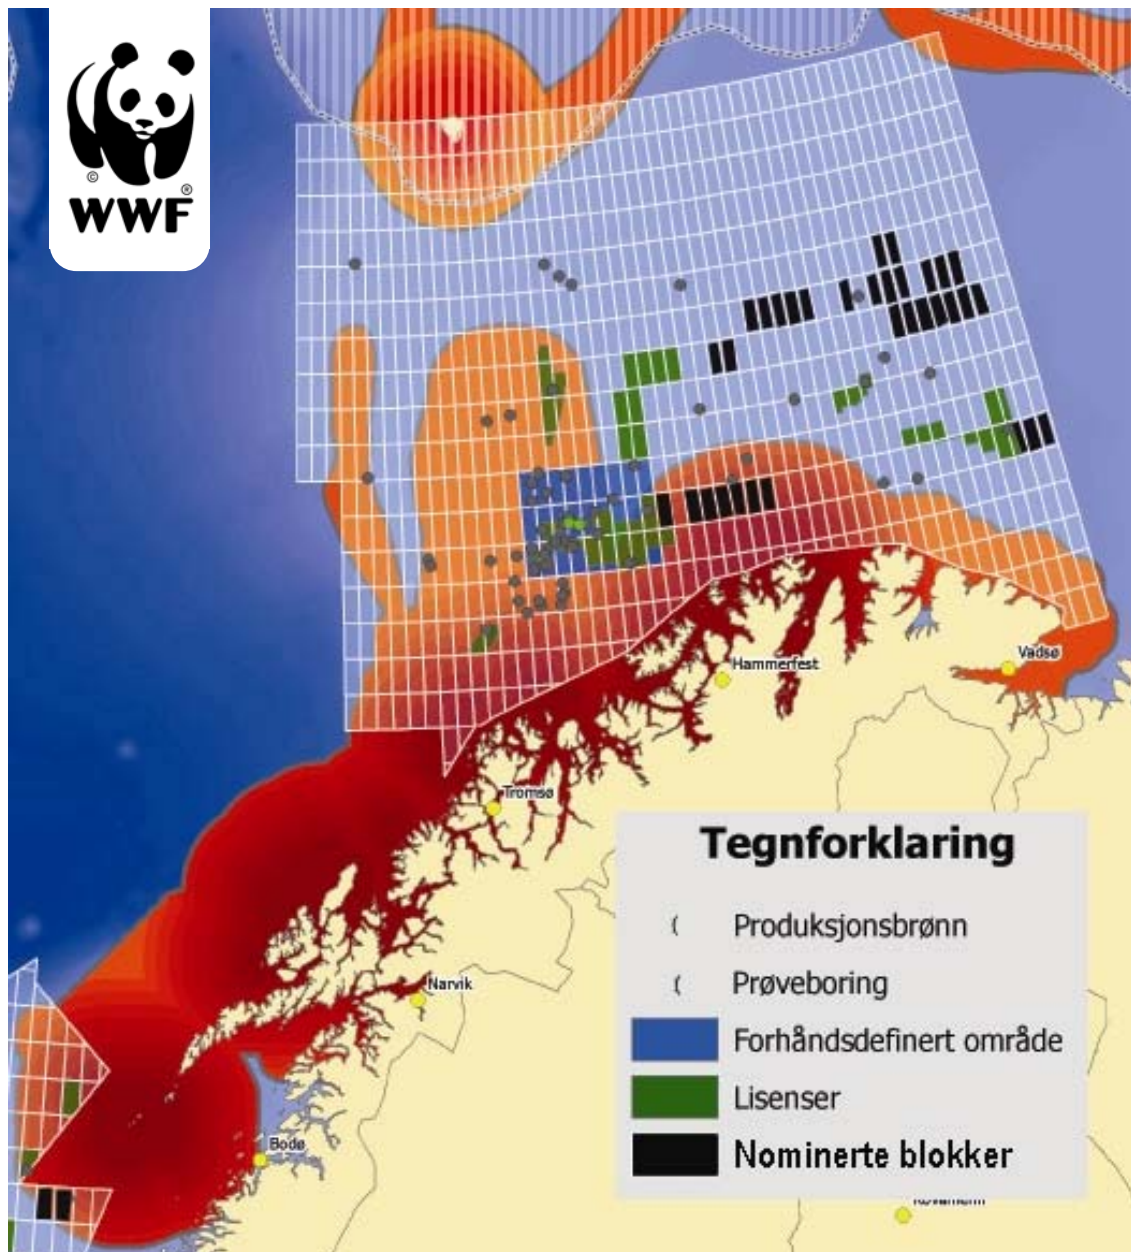 ©
®
WWF
Hammerfest
Vadsø
Tromsø
Narvik
Bodø
Tegnforklaring
Produksjonsbrønn
Prøveboring
Forhåndsdefinert område
Lisenser
Nominerte blokker